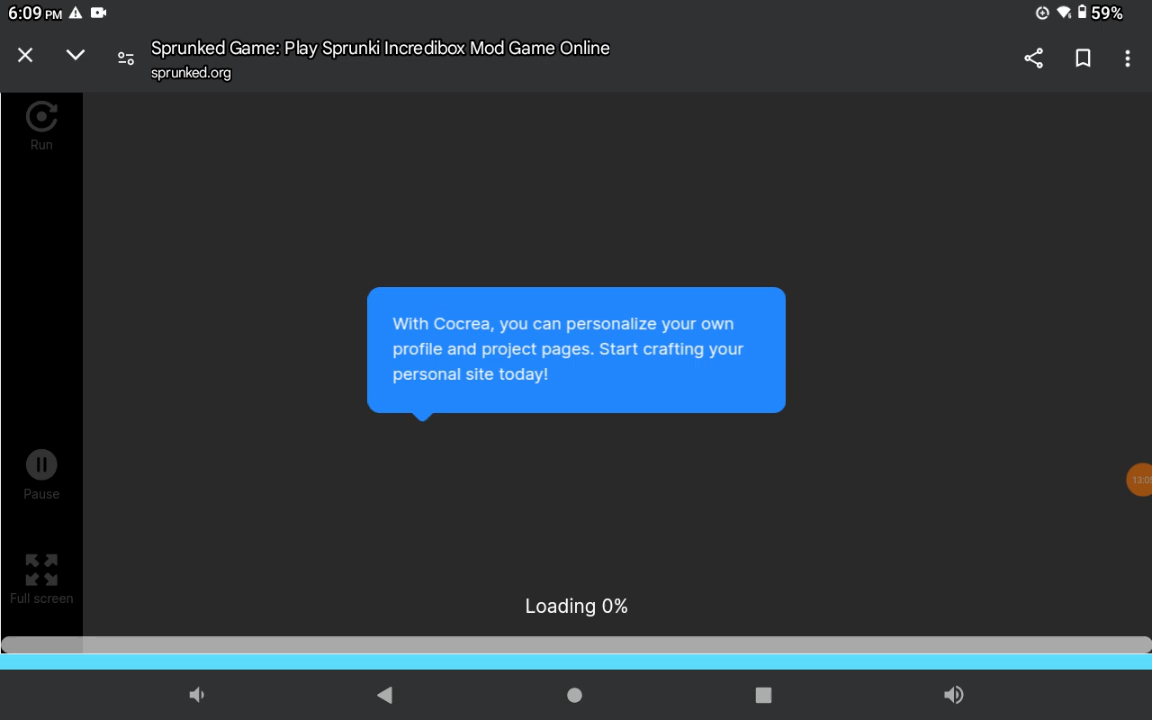 6:09 PM
59%
Sprunked Game: Play Sprunki Incredibox Mod Game Online
sprunked.org
Run
With Cocrea, you can personalize your own
profile and project pages. Start crafting your
personal site today!
Pause
Full screen
Loading 0%